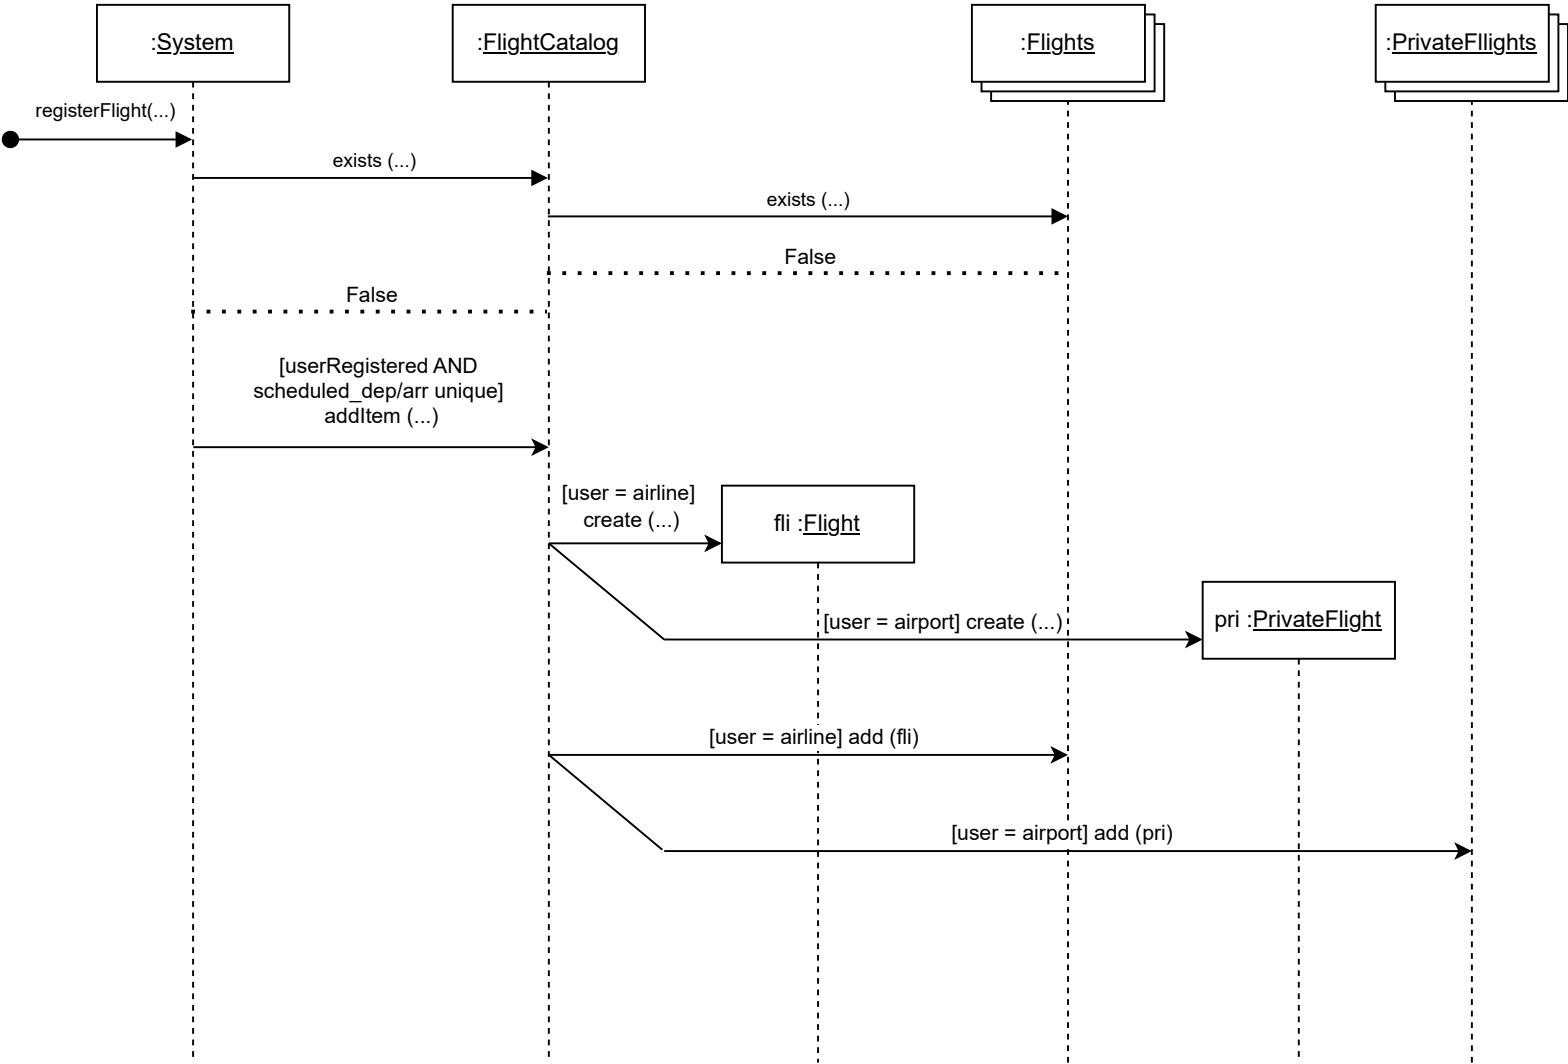 :System
:FlightCatalog
:Flights
:PrivateFllights
registerFlight(...)
exists (...)
exists (...)
False
False
[userRegistered AND
scheduled_dep/arr unique]
addItem (...)
[user = airline]
create (...)
fli :Flight
[user = airport] create (...)
pri :PrivateFlight
[user = airline] add (fli)
[user = airport] add (pri)